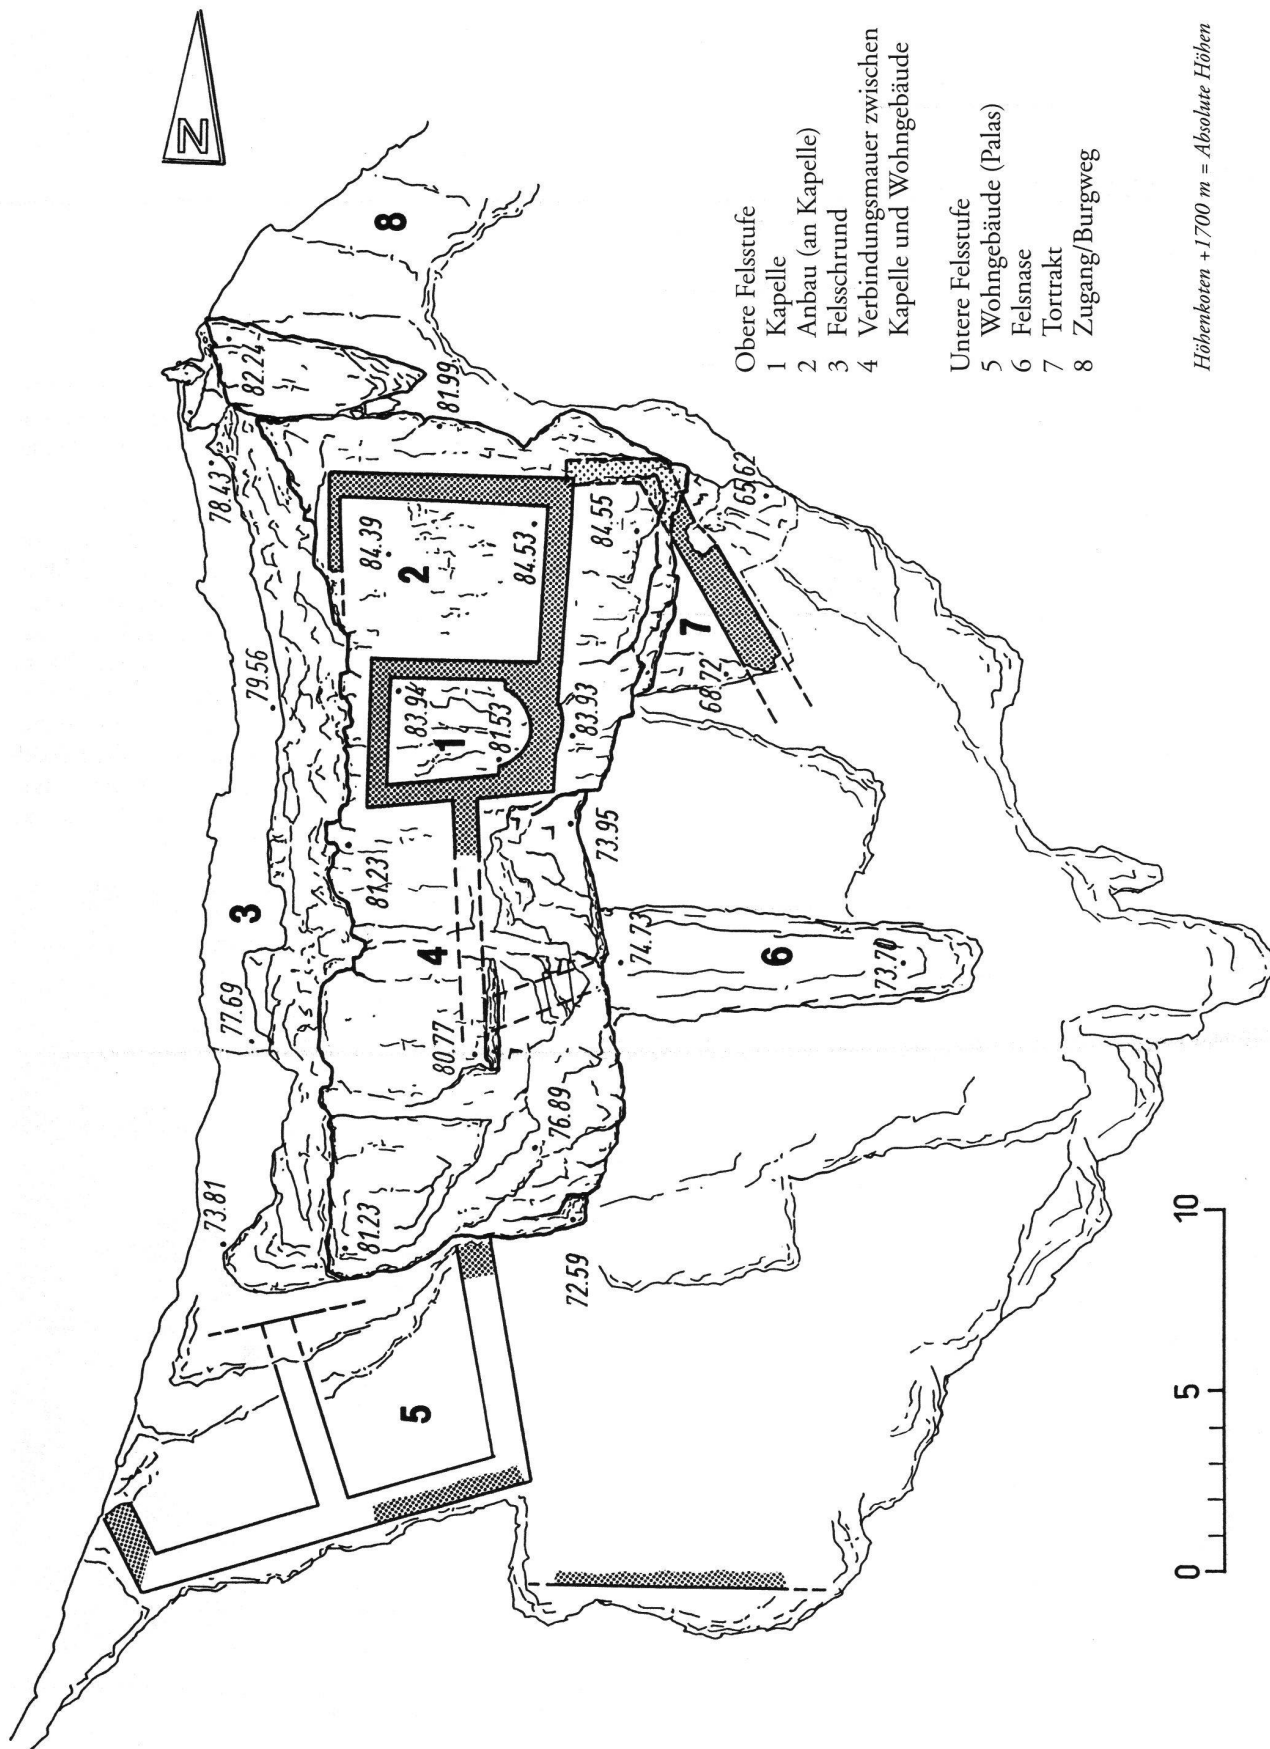 N
8
82.24
81.99
78.43
84.39
2
84.53
84.55
65.62
7
68.72
79.56
83.94
1
81.53
83.93
73.95
81.23
3
4
74.73
6
73.70
77.69
80.77
76.89
73.81
81.23
72.59
5
0 5 10
Obere Felsstufe
1 Kapelle
2 Anbau (an Kapelle)
3 Felsschrund
4 Verbindungsmauer zwischen
Kapelle und Wohngebäude
Untere Felsstufe
5 Wohngebäude (Palas)
6 Felsnase
7 Tortrakt
8 Zugang/Burgweg
Höhenkoten +1700 m = Absolute Höhen